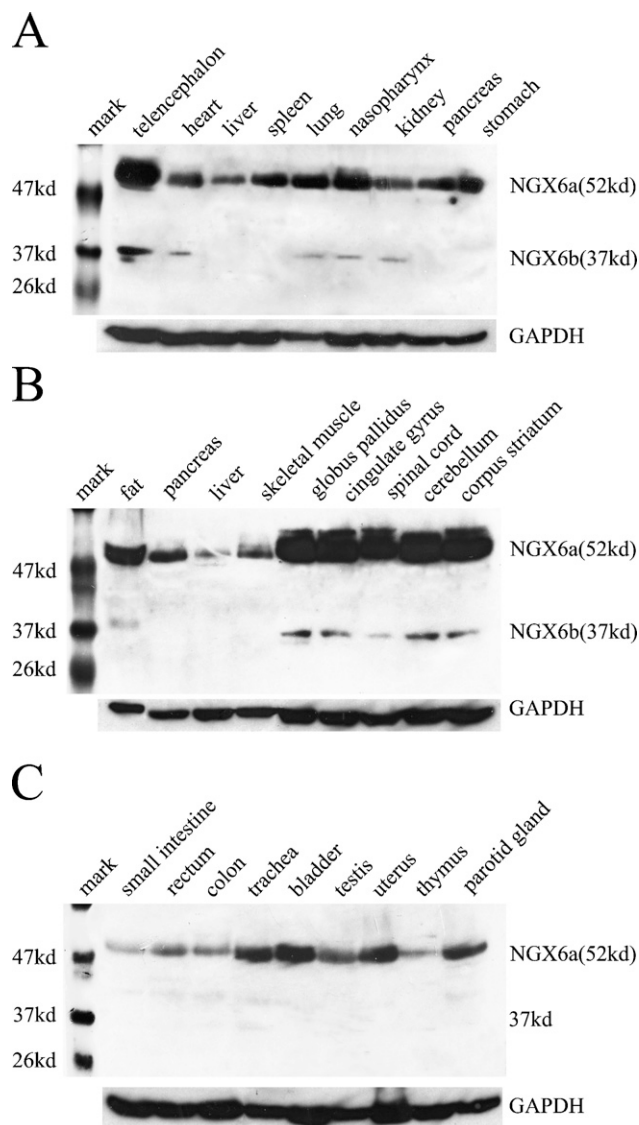 A
mark telencephalon heart liver spleen lung nasopharynx kidney pancreas stomach
47kd NGX6a(52kd)
37kd NGX6b(37kd)
26kd
GAPDH
B
mark fat pancreas liver skeletal muscle globus pallidus cingulate gyrus spinal cord cerebellum corpus striatum
47kd NGX6a(52kd)
37kd NGX6b(37kd)
26kd
GAPDH
C
mark small intestine rectum colon trachea bladder testis uterus thymus parotid gland
47kd NGX6a(52kd)
37kd 37kd
26kd
GAPDH